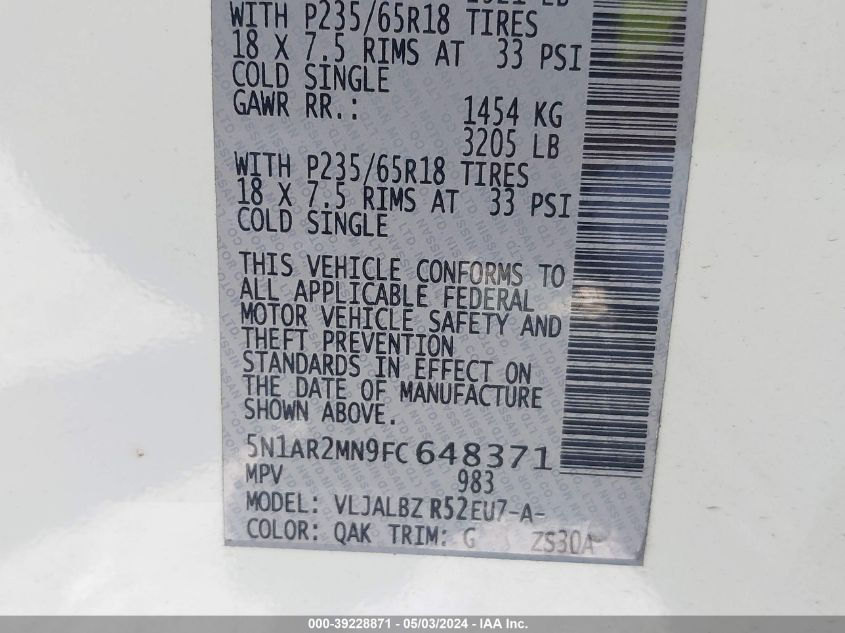 WITH P235/65R18 TIRES
18 X 7.5 RIMS AT 33 PSI
COLD SINGLE
GAWR RR.: 1454 KG
3205 LB
WITH P235/65R18 TIRES
18 X 7.5 RIMS AT 33 PSI
COLD SINGLE
THIS VEHICLE CONFORMS TO
ALL APPLICABLE FEDERAL
MOTOR VEHICLE SAFETY AND
THEFT PREVENTION
STANDARDS IN EFFECT ON
THE DATE OF MANUFACTURE
SHOWN ABOVE.
5N1AR2MN9FC648371
MPV 983
MODEL: VLJALBZ R52EU7-A-
COLOR: QAK TRIM: G ZS30A
000-39228871 - 05/03/2024 - IAA Inc.